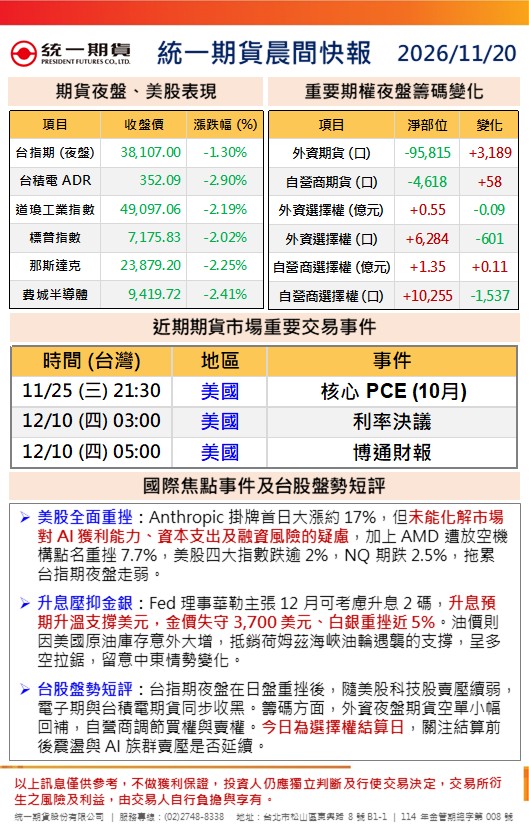 統一期貨
PRESIDENT FUTURES CO., LTD.
統一期貨晨間快報 2026/11/20
期貨夜盤、美股表現
項目 收盤價 漲跌幅 (%)
台指期 (夜盤) 38,107.00 -1.30%
台積電 ADR 352.09 -2.90%
道瓊工業指數 49,097.06 -2.19%
標普指數 7,175.83 -2.02%
那斯達克 23,879.20 -2.25%
費城半導體 9,419.72 -2.41%
重要期權夜盤籌碼變化
項目 淨部位 變化
外資期貨 (口) -95,815 +3,189
自營商期貨 (口) -4,618 +58
外資選擇權 (億元) +0.55 -0.09
外資選擇權 (口) +6,284 -601
自營商選擇權 (億元) +1.35 +0.11
自營商選擇權 (口) +10,255 -1,537
近期期貨市場重要交易事件
時間 (台灣) 地區 事件
11/25 (三) 21:30 美國 核心 PCE (10月)
12/10 (四) 03:00 美國 利率決議
12/10 (四) 05:00 美國 博通財報
國際焦點事件及台股盤勢短評
➢ 美股全面重挫：Anthropic 掛牌首日大漲約 17%，但未能化解市場
對 AI 獲利能力、資本支出及融資風險的疑慮，加上 AMD 遭放空機
構點名重挫 7.7%，美股四大指數跌逾 2%，NQ 期跌 2.5%，拖累
台指期夜盤走弱。
➢ 升息壓抑金銀：Fed 理事華勒主張 12 月可考慮升息 2 碼，升息預
期升溫支撐美元，金價失守 3,700 美元、白銀重挫近 5%。油價則
因美國原油庫存意外大增，抵銷荷姆茲海峽油輪遇襲的支撐，呈多
空拉鋸，留意中東情勢變化。
➢ 台股盤勢短評：台指期夜盤在日盤重挫後，隨美股科技股賣壓續弱，
電子期與台積電期貨同步收黑。籌碼方面，外資夜盤期貨空單小幅
回補，自營商調節買權與賣權。今日為選擇權結算日，關注結算前
後震盪與 AI 族群賣壓是否延續。
以上訊息僅供參考，不做獲利保證，投資人仍應獨立判斷及行使交易決定，交易所衍
生之風險及利益，由交易人自行負擔與享有。
統一期貨股份有限公司 | 服務專線：(02)2748-8338 地址：台北市松山區東興路 8 號 B1-1 | 114 年金管期總字第 008 號